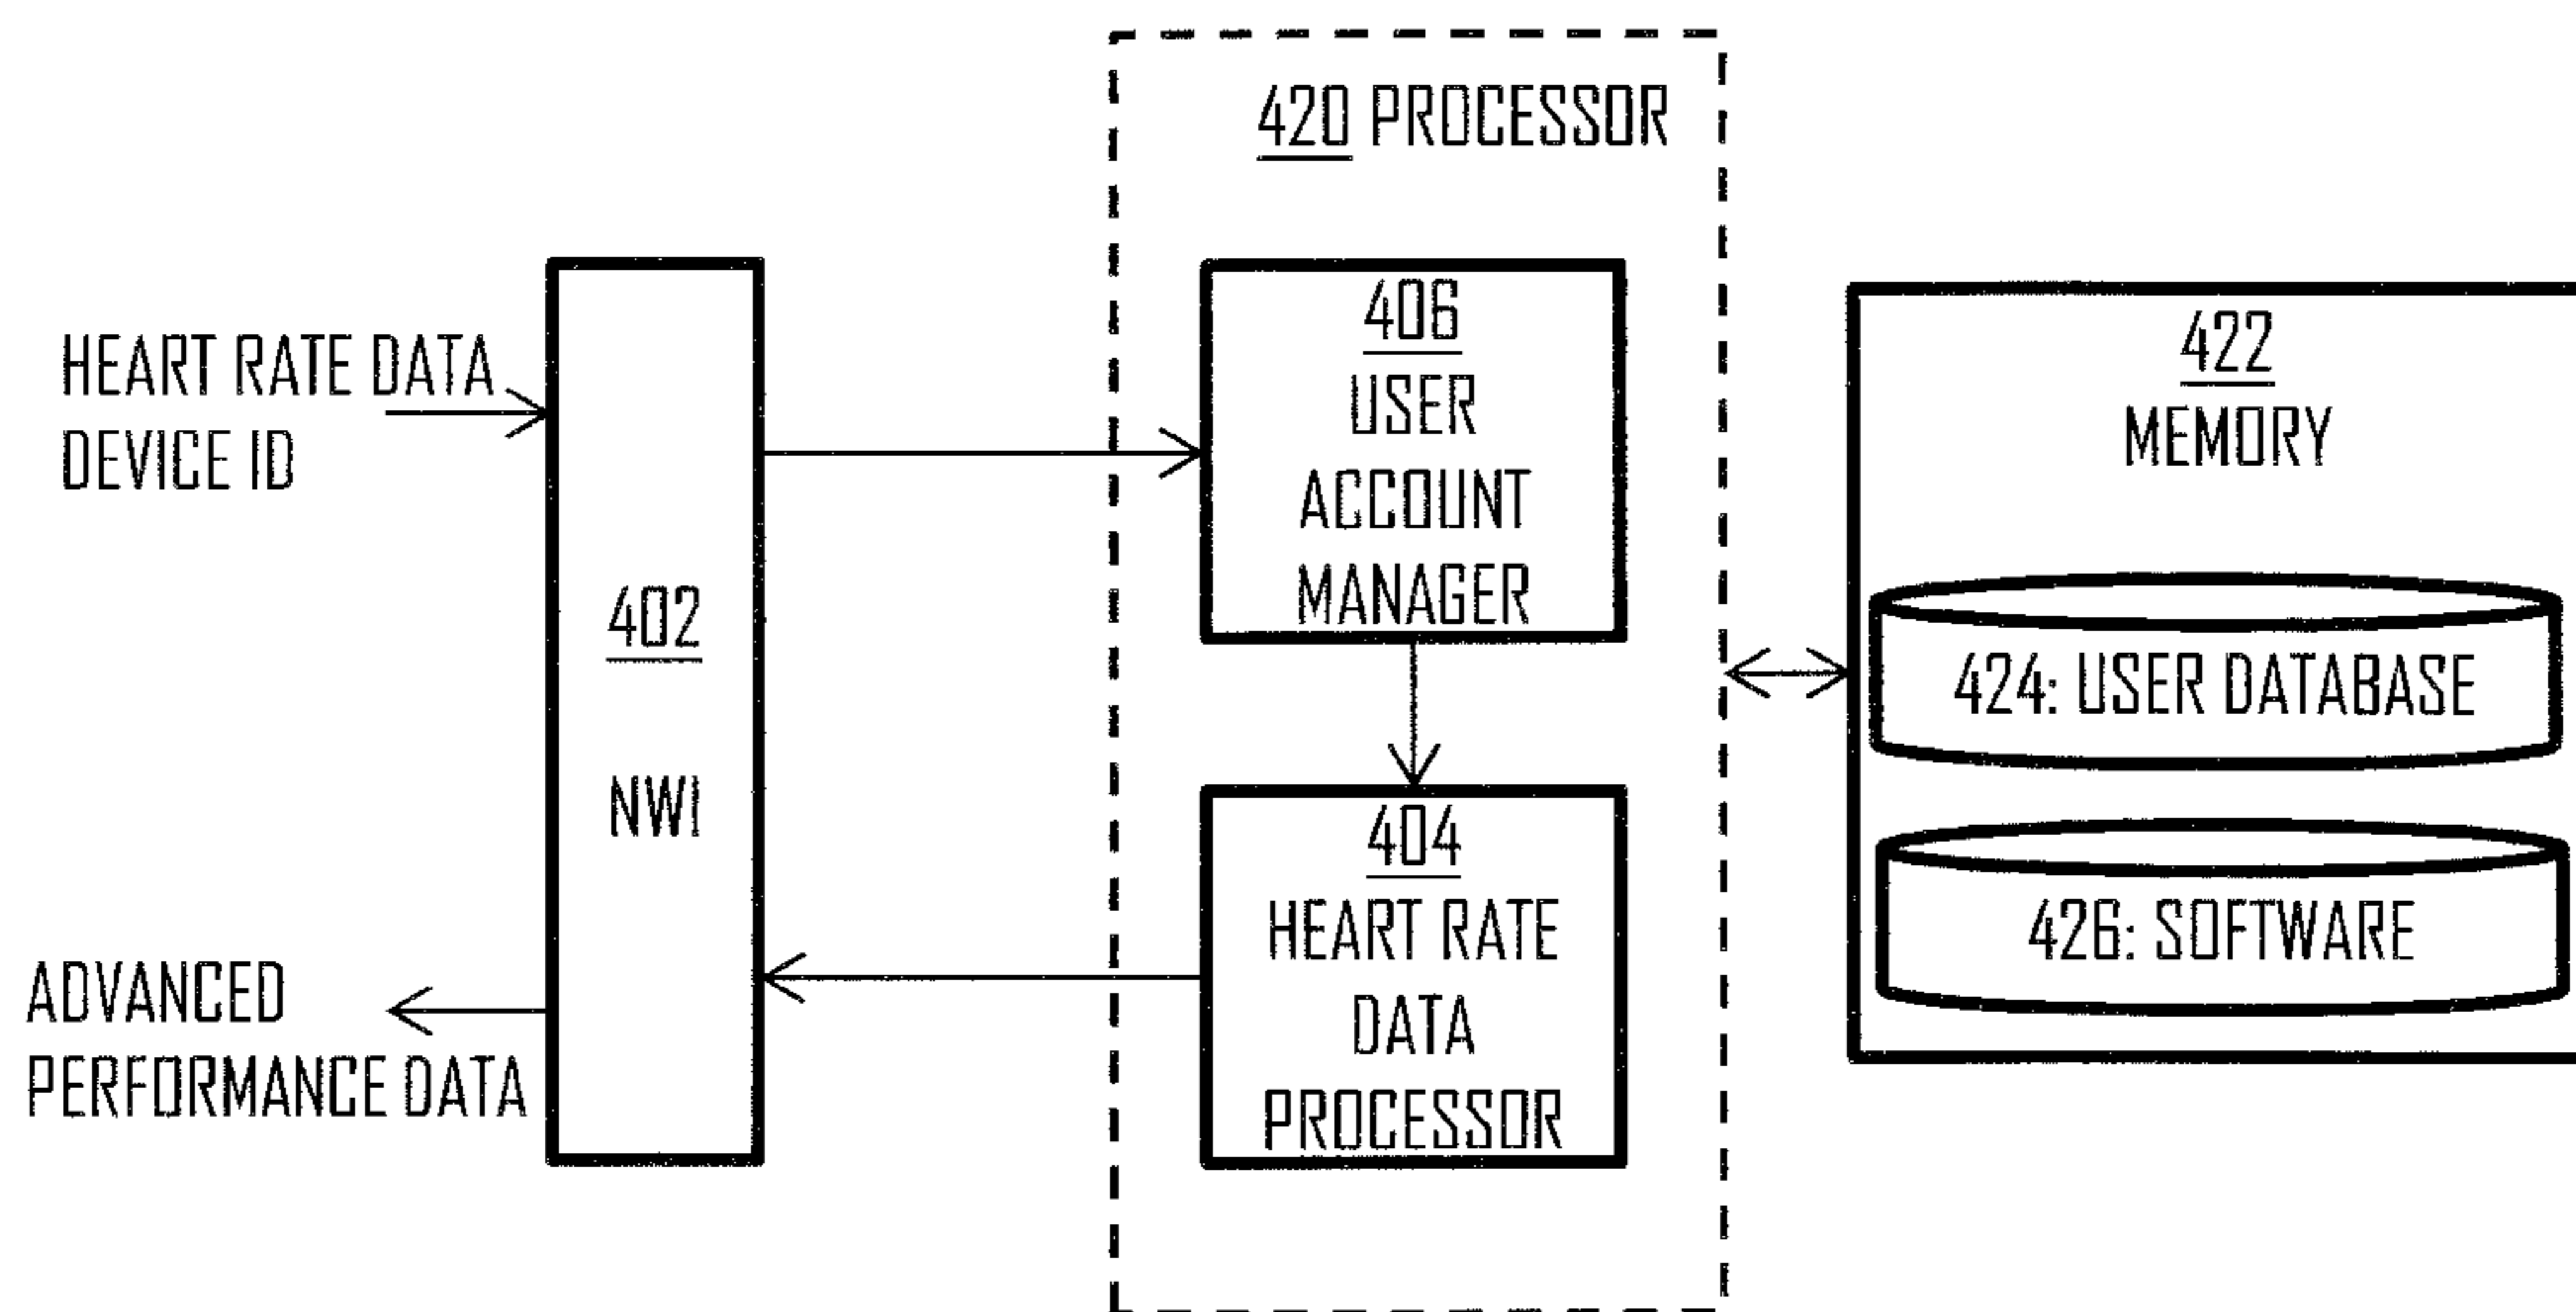 420 PROCESSOR
HEART RATE DATA
DEVICE ID
402
NWI
ADVANCED
PERFORMANCE DATA
406
USER
ACCOUNT
MANAGER
404
HEART RATE
DATA
PROCESSOR
422
MEMORY
424: USER DATABASE
426: SOFTWARE